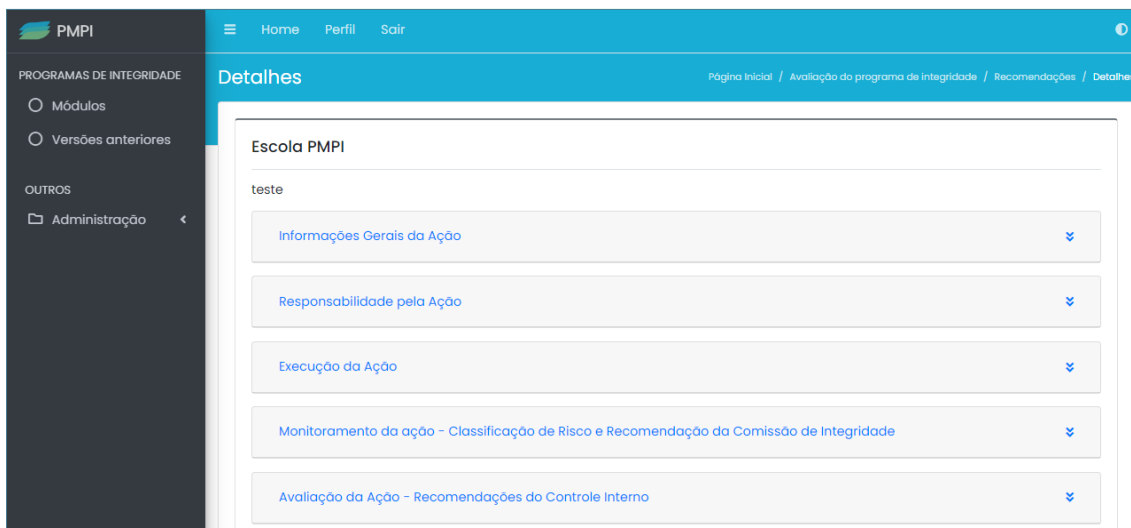 PMPI
Home Perfil Sair
PROGRAMAS DE INTEGRIDADE
Módulos
Versões anteriores
OUTROS
Administração
Detalhes
Página Inicial / Avaliação do programa de integridade / Recomendações / Detalhe
Escola PMPI
teste
Informações Gerais da Ação
Responsabilidade pela Ação
Execução da Ação
Monitoramento da ação - Classificação de Risco e Recomendação da Comissão de Integridade
Avaliação da Ação - Recomendações do Controle Interno